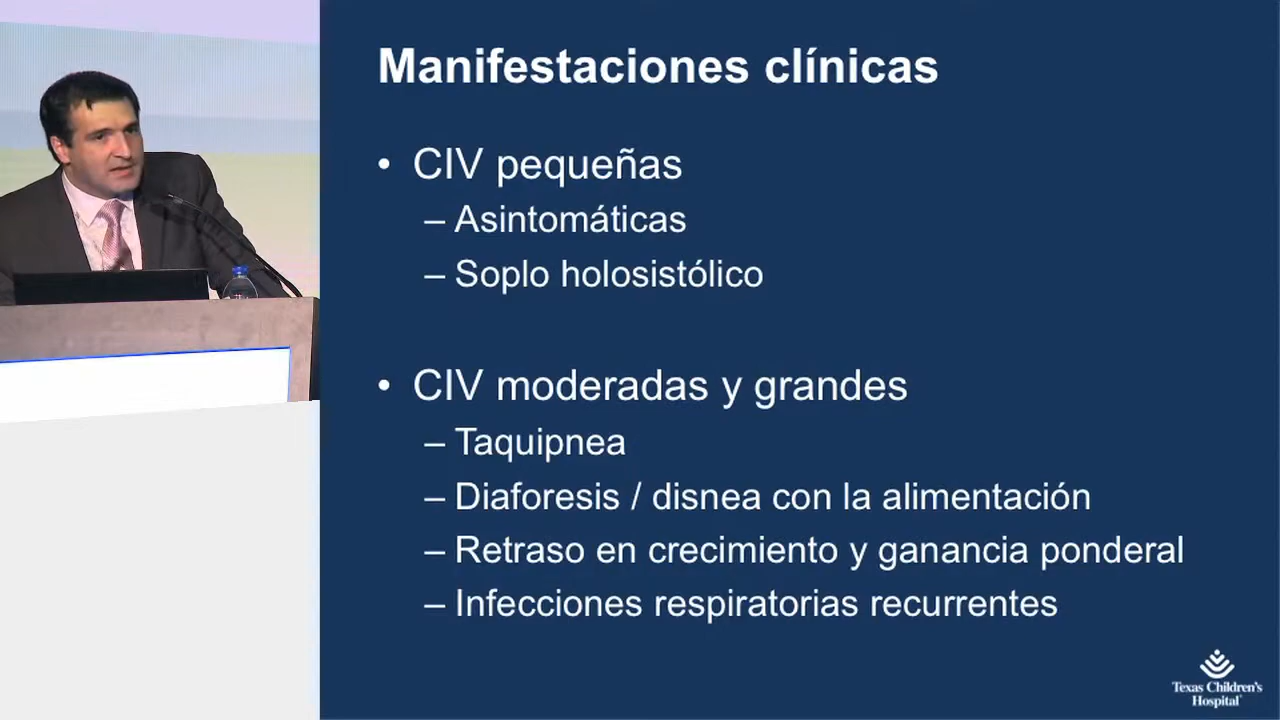 Manifestaciones clínicas
• CIV pequeñas
– Asintomáticas
– Soplo holosistólico
• CIV moderadas y grandes
– Taquipnea
– Diaforesis / disnea con la alimentación
– Retraso en crecimiento y ganancia ponderal
– Infecciones respiratorias recurrentes
Texas Children's
Hospital